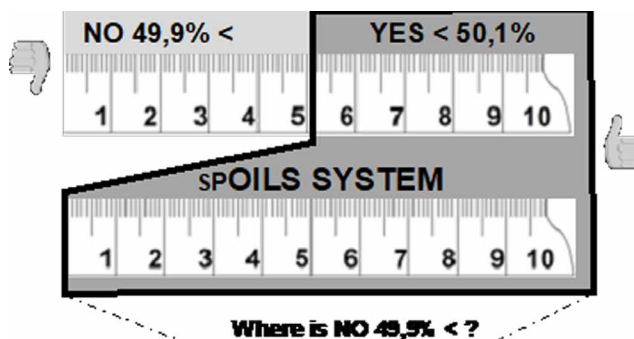 NO 49,9% < YES < 50,1%
1 2 3 4 5 6 7 8 9 10
SPOILS SYSTEM
1 2 3 4 5 6 7 8 9 10
Where is NO 49,9% < ?